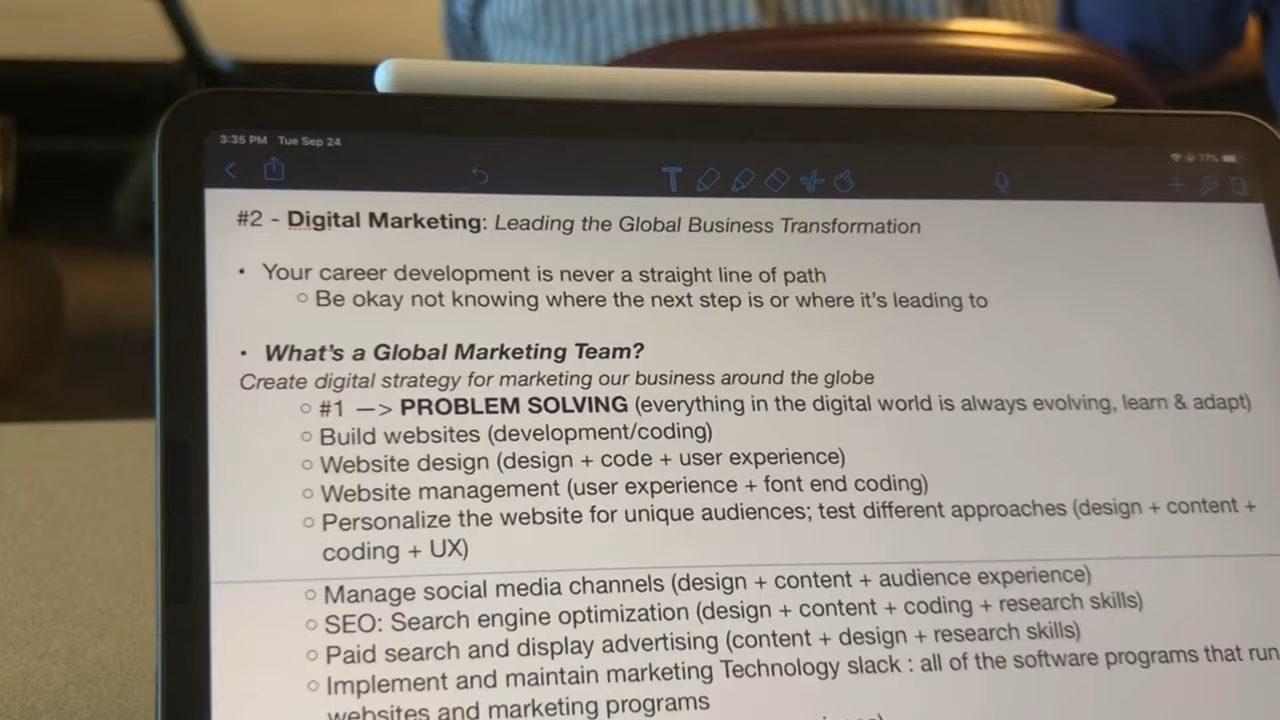 3:35 PM Tue Sep 24
77%
#2 - Digital Marketing: Leading the Global Business Transformation
• Your career development is never a straight line of path
○ Be okay not knowing where the next step is or where it's leading to
• What's a Global Marketing Team?
Create digital strategy for marketing our business around the globe
○ #1 —> PROBLEM SOLVING (everything in the digital world is always evolving, learn & adapt)
○ Build websites (development/coding)
○ Website design (design + code + user experience)
○ Website management (user experience + font end coding)
○ Personalize the website for unique audiences; test different approaches (design + content +
coding + UX)
○ Manage social media channels (design + content + audience experience)
○ SEO: Search engine optimization (design + content + coding + research skills)
○ Paid search and display advertising (content + design + research skills)
○ Implement and maintain marketing Technology slack : all of the software programs that run
websites and marketing programs